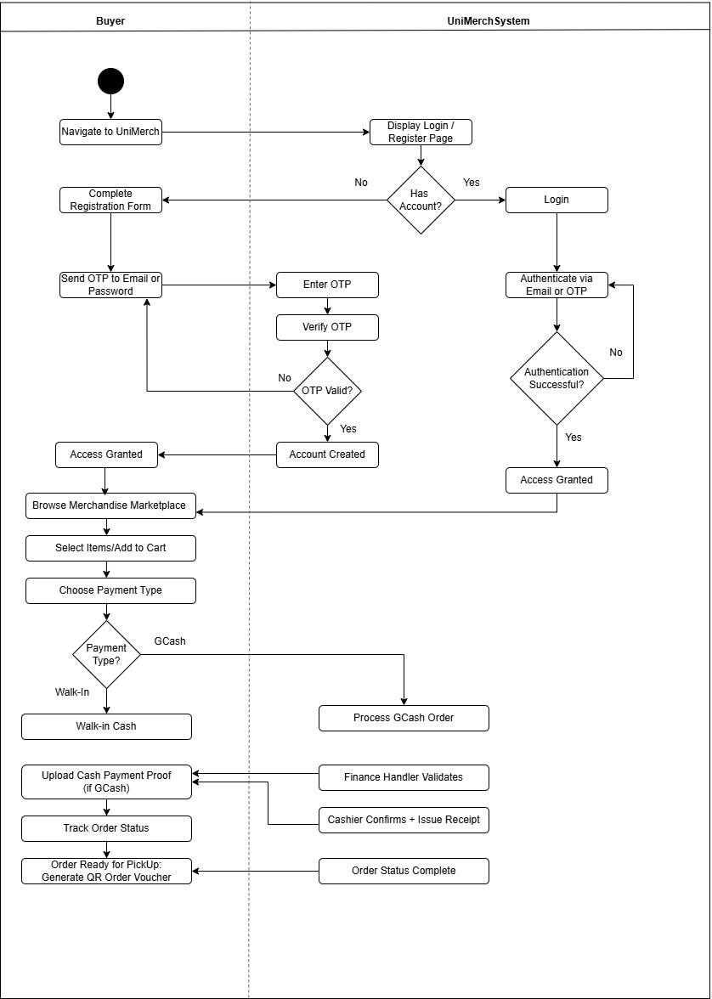 Buyer
UniMerchSystem
Navigate to UniMerch
Display Login /
Register Page
No
Yes
Complete
Registration Form
Has
Account?
Login
Send OTP to Email or
Password
Enter OTP
Authenticate via
Email or OTP
Verify OTP
No
No
OTP Valid?
Authentication
Successful?
Yes
Yes
Access Granted
Account Created
Access Granted
Browse Merchandise Marketplace
Select Items/Add to Cart
Choose Payment Type
GCash
Payment
Type?
Walk-In
Walk-in Cash
Process GCash Order
Upload Cash Payment Proof
(if GCash)
Finance Handler Validates
Cashier Confirms + Issue Receipt
Track Order Status
Order Ready for PickUp:
Generate QR Order Voucher
Order Status Complete